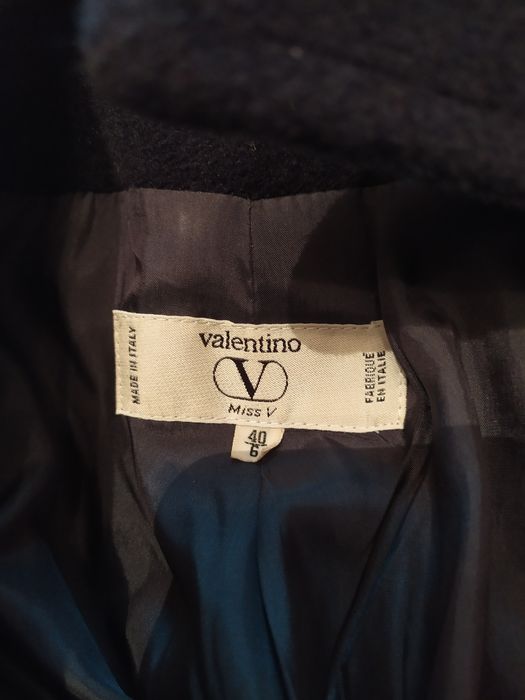 MADE IN ITALY
valentino
V
MISS V
FABRIQUÉ
EN ITALIE
40
6